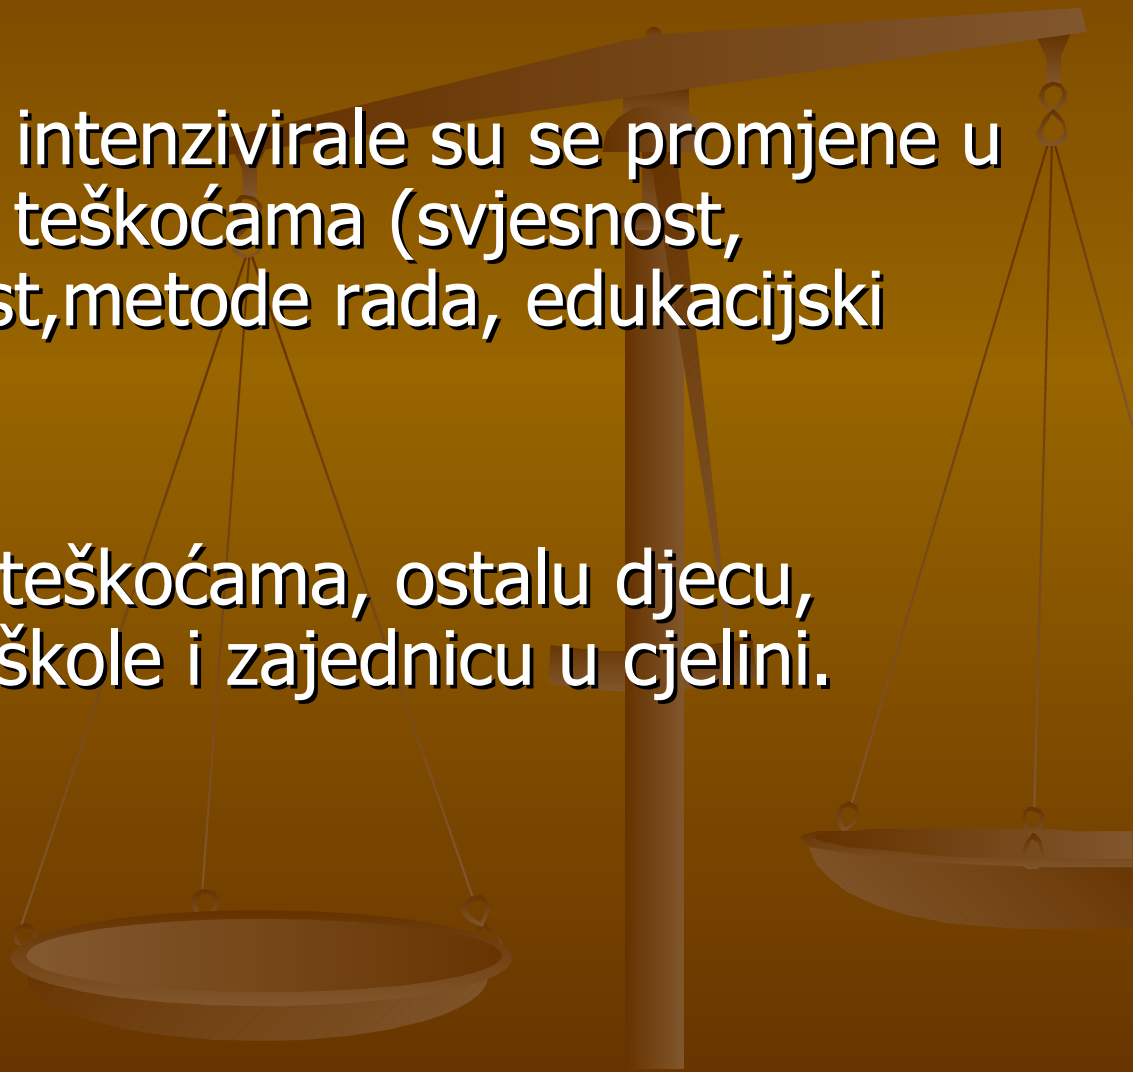 intenzivirale su se promjene u
teškoćama (svjesnost,
st,metode rada, edukacijski
teškoćama, ostalu djecu,
škole i zajednicu u cjelini.